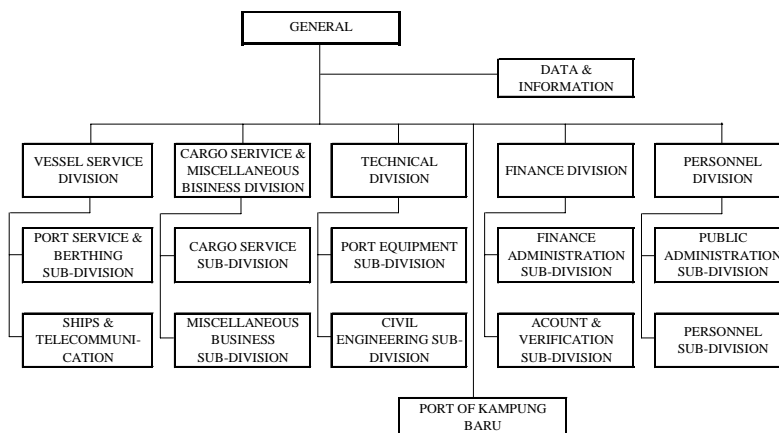 GENERAL
DATA &
INFORMATION
VESSEL SERVICE
DIVISION
CARGO SERIVICE &
MISCELLANEOUS
BISINESS DIVISION
TECHNICAL
DIVISION
FINANCE DIVISION
PERSONNEL
DIVISION
PORT SERVICE &
BERTHING
SUB-DIVISION
CARGO SERVICE
SUB-DIVISION
PORT EQUIPMENT
SUB-DIVISION
FINANCE
ADMINISTRATION
SUB-DIVISION
PUBLIC
ADMINISTRATION
SUB-DIVISION
SHIPS &
TELECOMMUNI-
CATION
MISCELLANEOUS
BUSINESS
SUB-DIVISION
CIVIL
ENGINEERING SUB-
DIVISION
ACOUNT &
VERIFICATION
SUB-DIVISION
PERSONNEL
SUB-DIVISION
PORT OF KAMPUNG
BARU